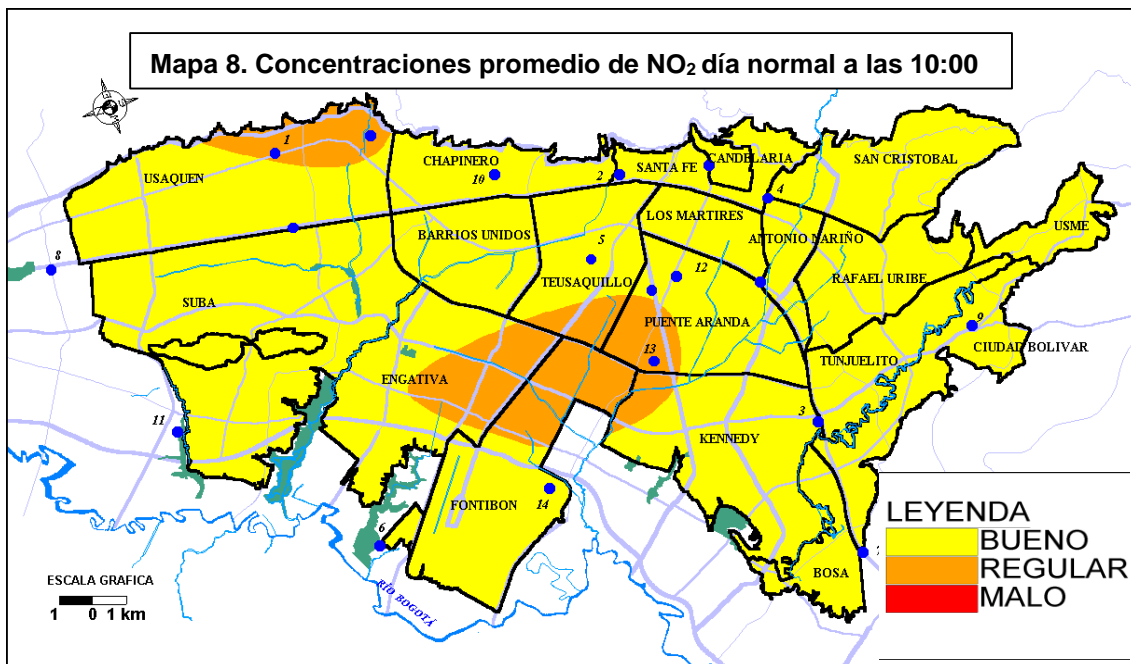 Mapa 8. Concentraciones promedio de NO₂ día normal a las 10:00
1
USAQUEN
CHAPINERO
10
2
SANTA FE
CANDELARIA
SAN CRISTOBAL
4
LOS MARTIRES
BARRIOS UNIDOS
5
ANTONIO NARIÑO
USME
8
TEUSAQUILLO
12
RAFAEL URIBE
SUBA
PUENTE ARANDA
9
13
TUNJUELITO
CIUDAD BOLIVAR
ENGATIVA
11
3
KENNEDY
FONTIBON
14
6
BOSA
RÍO BOGOTÁ
ESCALA GRAFICA
1 0 1 km
LEYENDA
BUENO
REGULAR
MALO